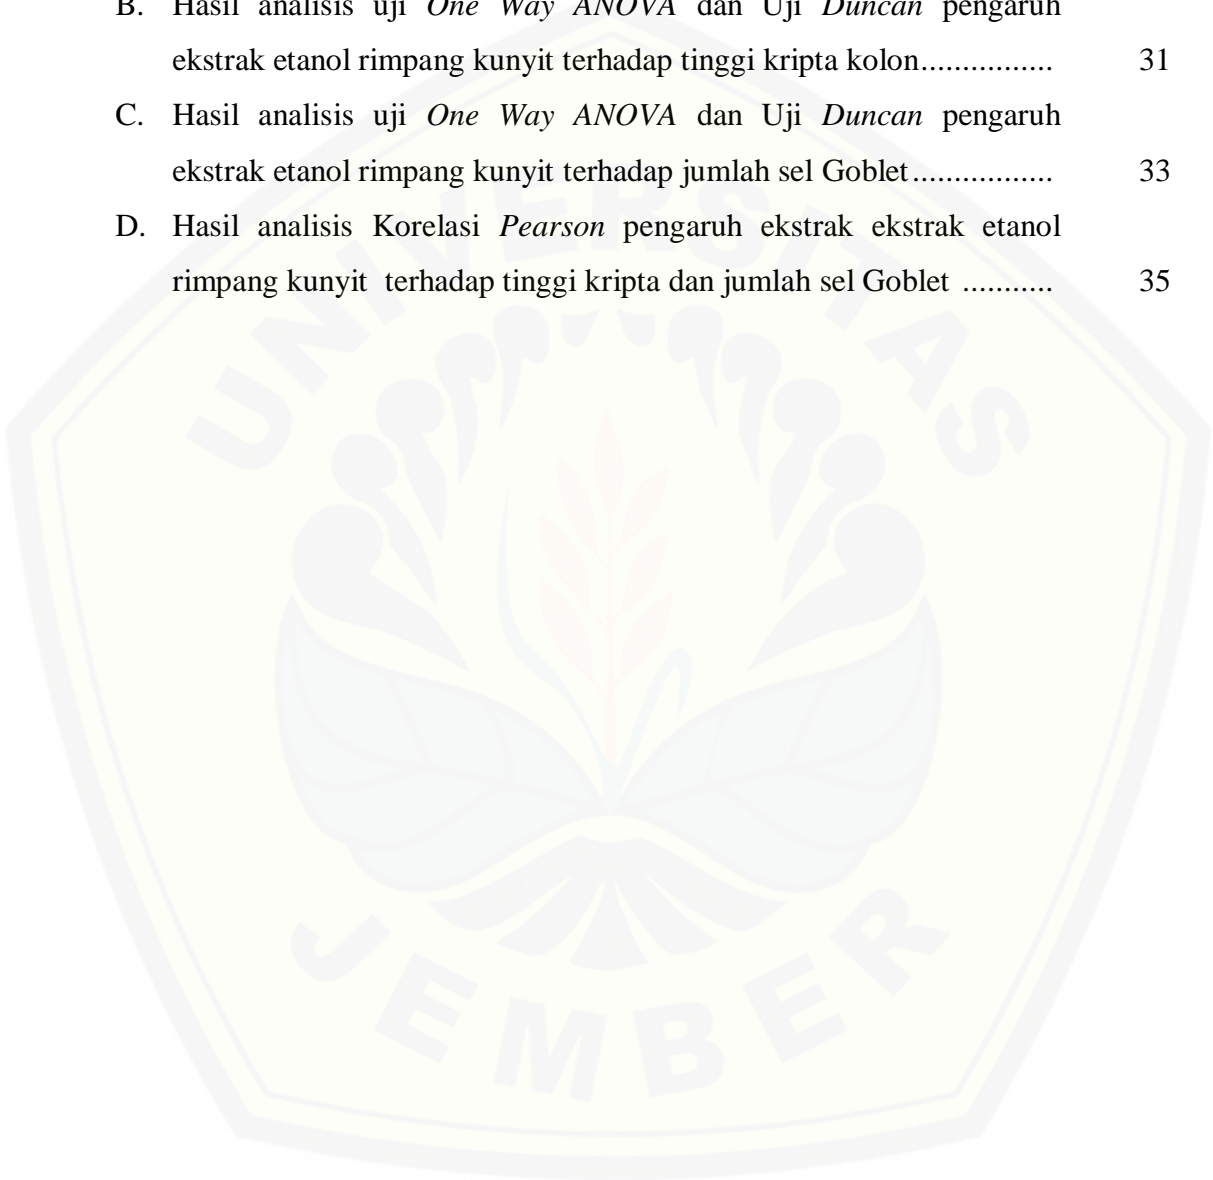 B. Hasil analisis uji One Way ANOVA dan Uji Duncan pengaruh
ekstrak etanol rimpang kunyit terhadap tinggi kripta kolon................ 31
C. Hasil analisis uji One Way ANOVA dan Uji Duncan pengaruh
ekstrak etanol rimpang kunyit terhadap jumlah sel Goblet................. 33
D. Hasil analisis Korelasi Pearson pengaruh ekstrak ekstrak etanol
rimpang kunyit terhadap tinggi kripta dan jumlah sel Goblet ........... 35
UNIVERSITAS
JEMBER